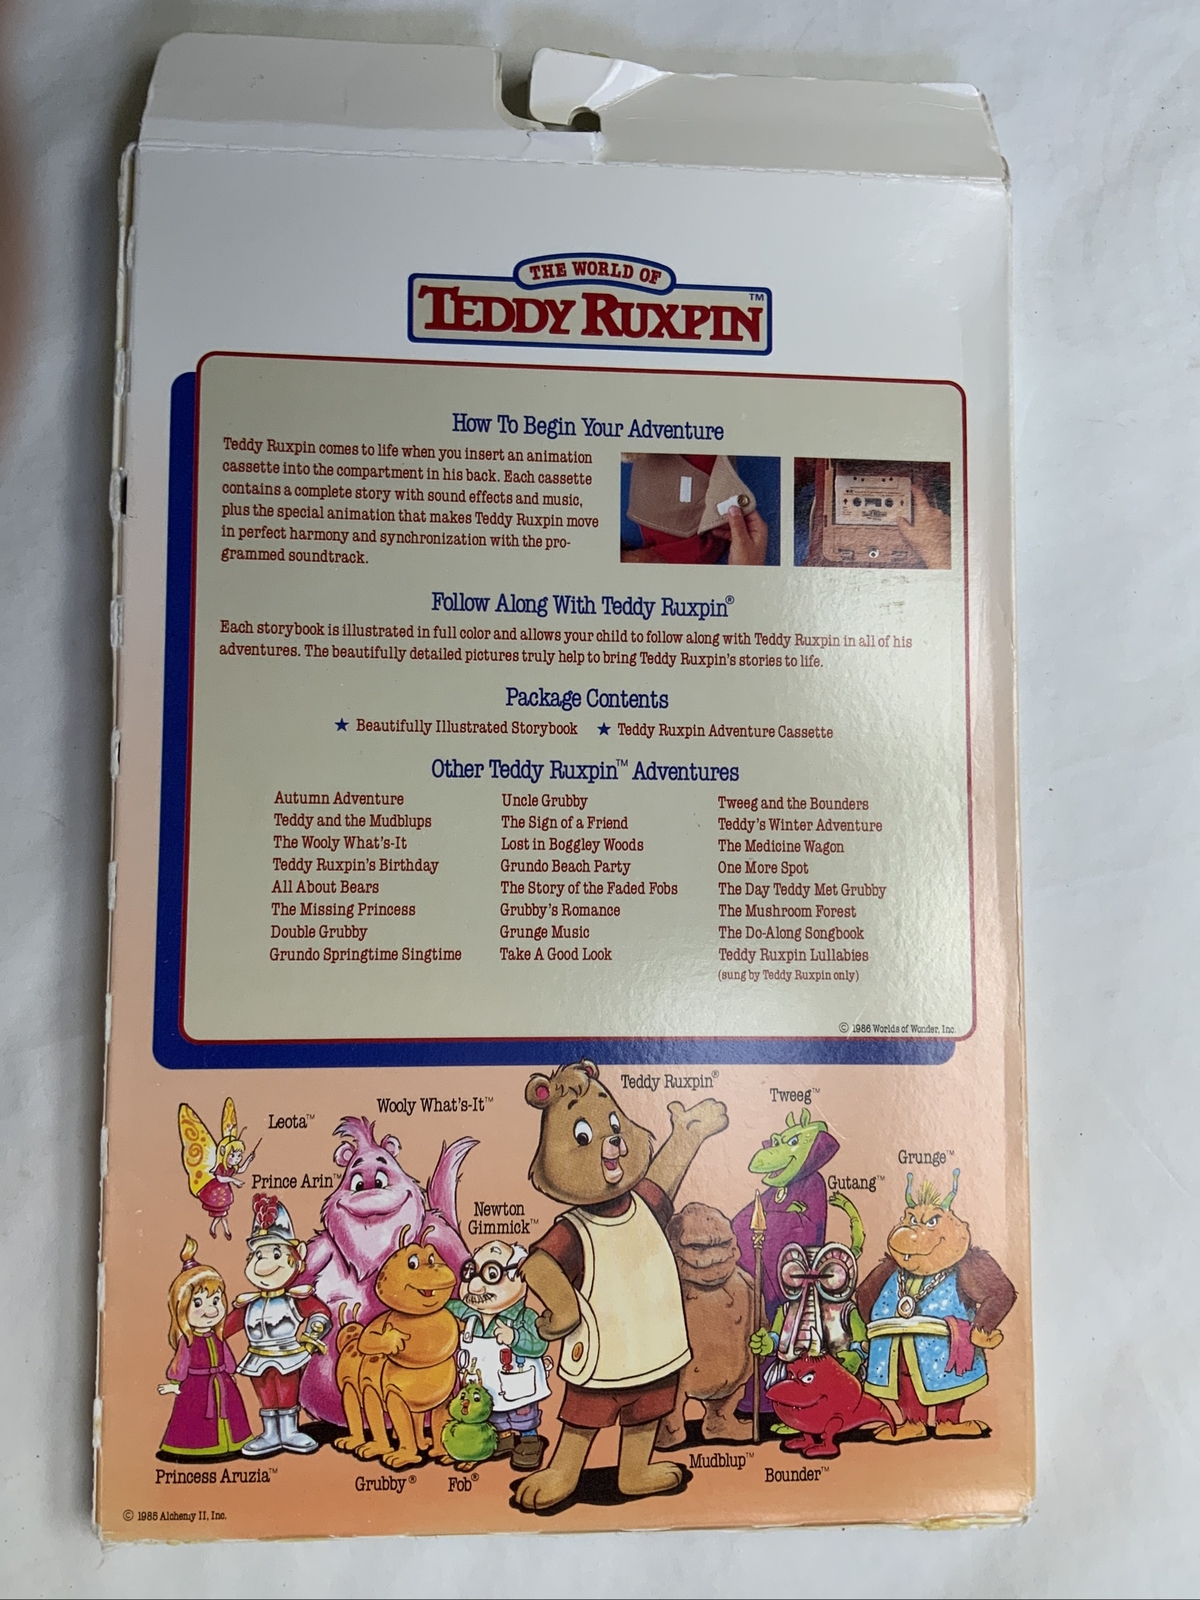 THE WORLD OF
TEDDY RUXPIN™
How To Begin Your Adventure
Teddy Ruxpin comes to life when you insert an animation
cassette into the compartment in his back. Each cassette
contains a complete story with sound effects and music,
plus the special animation that makes Teddy Ruxpin move
in perfect harmony and synchronization with the pro-
grammed soundtrack.
Follow Along With Teddy Ruxpin®
Each storybook is illustrated in full color and allows your child to follow along with Teddy Ruxpin in all of his
adventures. The beautifully detailed pictures truly help to bring Teddy Ruxpin's stories to life.
Package Contents
★ Beautifully Illustrated Storybook ★ Teddy Ruxpin Adventure Cassette
Other Teddy Ruxpin™ Adventures
Autumn Adventure
Teddy and the Mudblups
The Wooly What's-It
Teddy Ruxpin's Birthday
All About Bears
The Missing Princess
Double Grubby
Grundo Springtime Singtime
Uncle Grubby
The Sign of a Friend
Lost in Boggley Woods
Grundo Beach Party
The Story of the Faded Fobs
Grubby's Romance
Grunge Music
Take A Good Look
Tweeg and the Bounders
Teddy's Winter Adventure
The Medicine Wagon
One More Spot
The Day Teddy Met Grubby
The Mushroom Forest
The Do-Along Songbook
Teddy Ruxpin Lullabies
(sung by Teddy Ruxpin only)
© 1986 Worlds of Wonder, Inc.
Teddy Ruxpin®
Tweeg™
Wooly What's-It™
Leota™
Grunge™
Prince Arin™
Gutang™
Newton
Gimmick™
Mudblup™
Bounder™
Princess Aruzia™
Grubby®
Fob®
© 1985 Alchemy II, Inc.